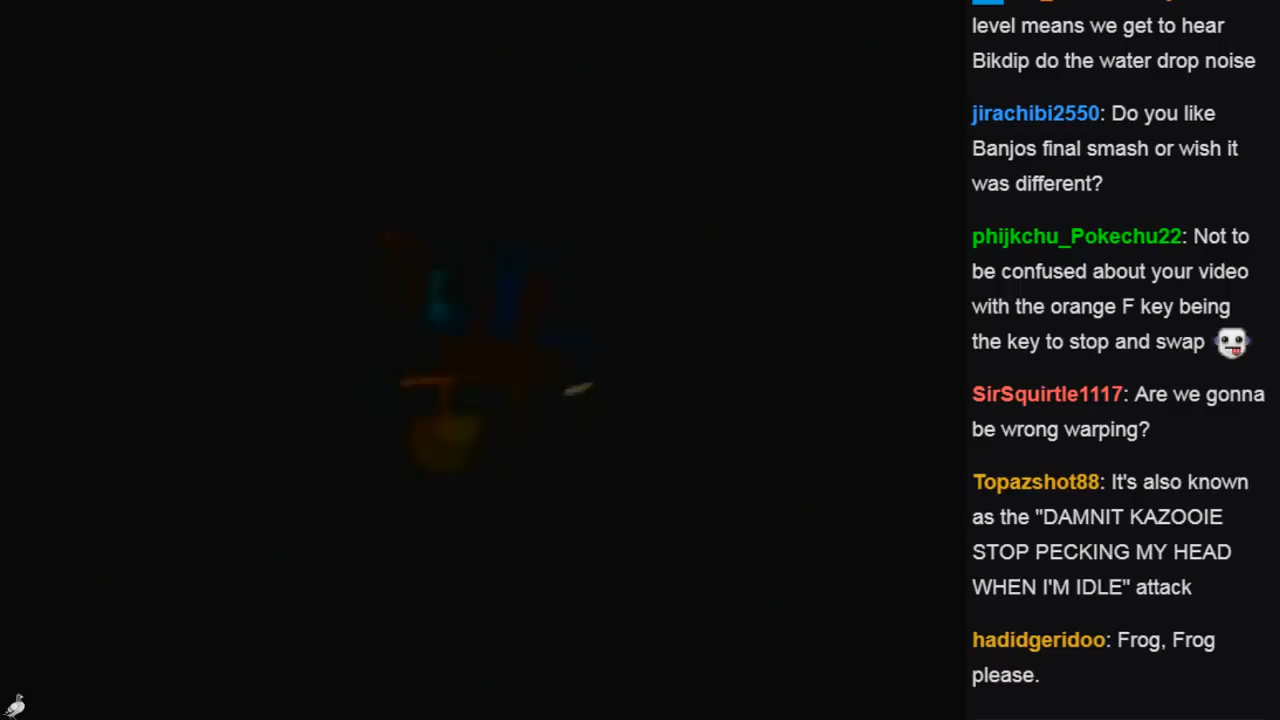 level means we get to hear
Bikdip do the water drop noise
jirachibi2550: Do you like
Banjos final smash or wish it
was different?
phijkchu_Pokechu22: Not to
be confused about your video
with the orange F key being
the key to stop and swap
SirSquirtle1117: Are we gonna
be wrong warping?
Topazshot88: It's also known
as the "DAMNIT KAZOOIE
STOP PECKING MY HEAD
WHEN I'M IDLE" attack
hadidgeridoo: Frog, Frog
please.